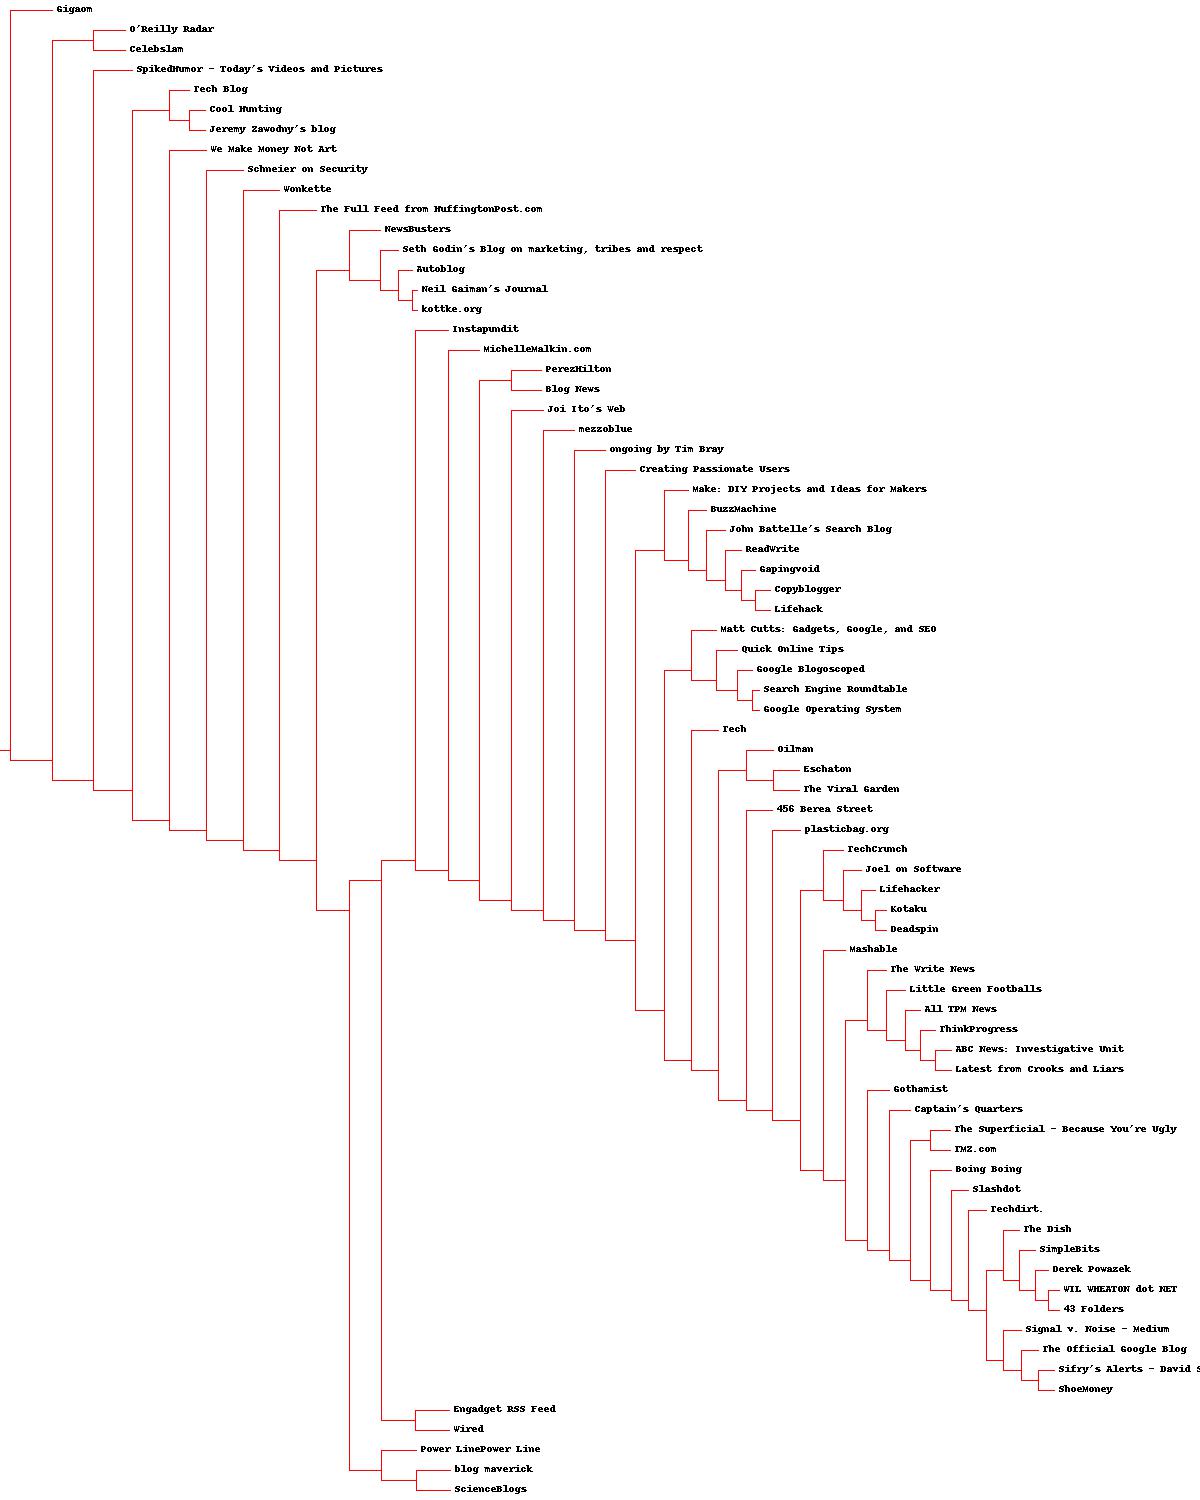 Gigaom
O'Reilly Radar
Celebslam
SpikedHumor - Today's Videos and Pictures
Tech Blog
Cool Hunting
Jeremy Zawodny's blog
We Make Money Not Art
Schneier on Security
Wonkette
The Full Feed from HuffingtonPost.com
NewsBusters
Seth Godin's Blog on marketing, tribes and respect
Autoblog
Neil Gaiman's Journal
kottke.org
Instapundit
MichelleMalkin.com
PerezHilton
Blog News
Joi Ito's Web
mezzoblue
ongoing by Tim Bray
Creating Passionate Users
Make: DIY Projects and Ideas for Makers
BuzzMachine
John Battelle's Search Blog
ReadWrite
Gapingvoid
Copyblogger
Lifehack
Matt Cutts: Gadgets, Google, and SEO
Quick Online Tips
Google Blogoscoped
Search Engine Roundtable
Google Operating System
Tech
Oilman
Eschaton
The Viral Garden
456 Berea Street
plasticbag.org
TechCrunch
Joel on Software
Lifehacker
Kotaku
Deadspin
Mashable
The Write News
Little Green Footballs
All TPM News
ThinkProgress
ABC News: Investigative Unit
Latest from Crooks and Liars
Gothamist
Captain's Quarters
The Superficial - Because You're Ugly
TMZ.com
Boing Boing
Slashdot
Techdirt.
The Dish
SimpleBits
Derek Powazek
WIL WHEATON dot NET
43 Folders
Signal v. Noise - Medium
The Official Google Blog
Sifry's Alerts - David S
ShoeMoney
Engadget RSS Feed
Wired
Power LinePower Line
blog maverick
ScienceBlogs